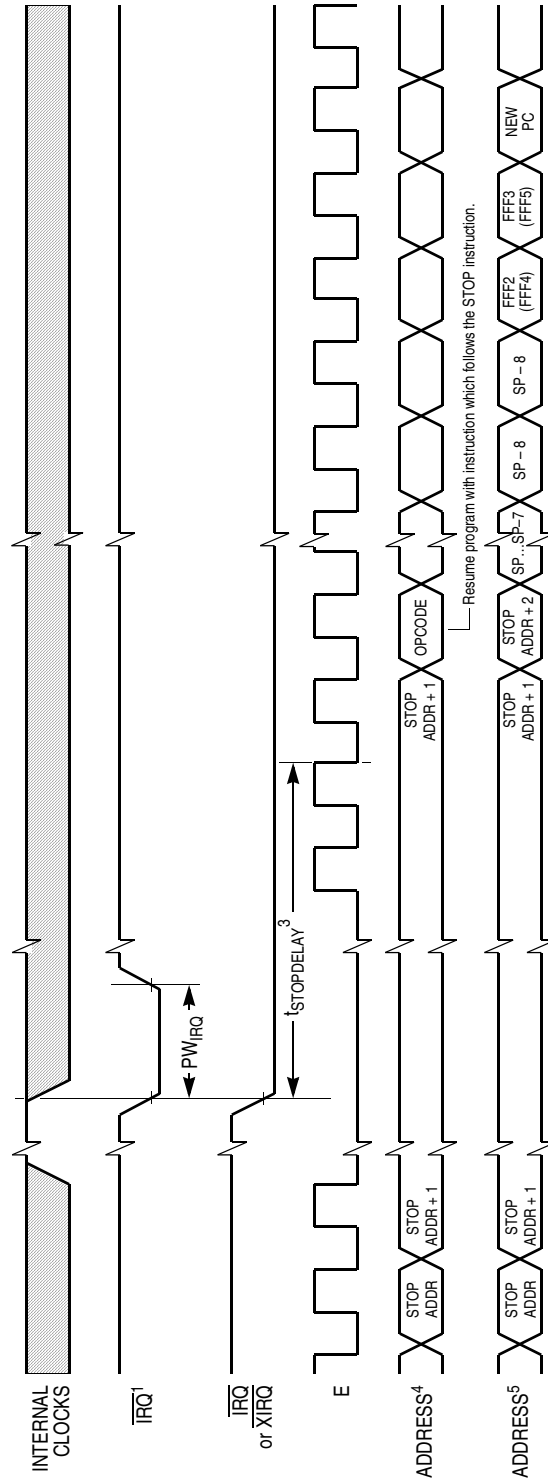 INTERNAL
CLOCKS
IRQ¹
PW_IRQ
IRQ
or XIRQ
t_STOPDELAY³
E
ADDRESS⁴
STOP
ADDR
STOP
ADDR + 1
STOP
ADDR + 1
OPCODE
Resume program with instruction which follows the STOP instruction.
ADDRESS⁵
STOP
ADDR
STOP
ADDR + 1
STOP
ADDR + 1
STOP
ADDR + 2
SP…SP–7
SP – 8
SP – 8
FFF2
(FFF4)
FFF3
(FFF5)
NEW
PC